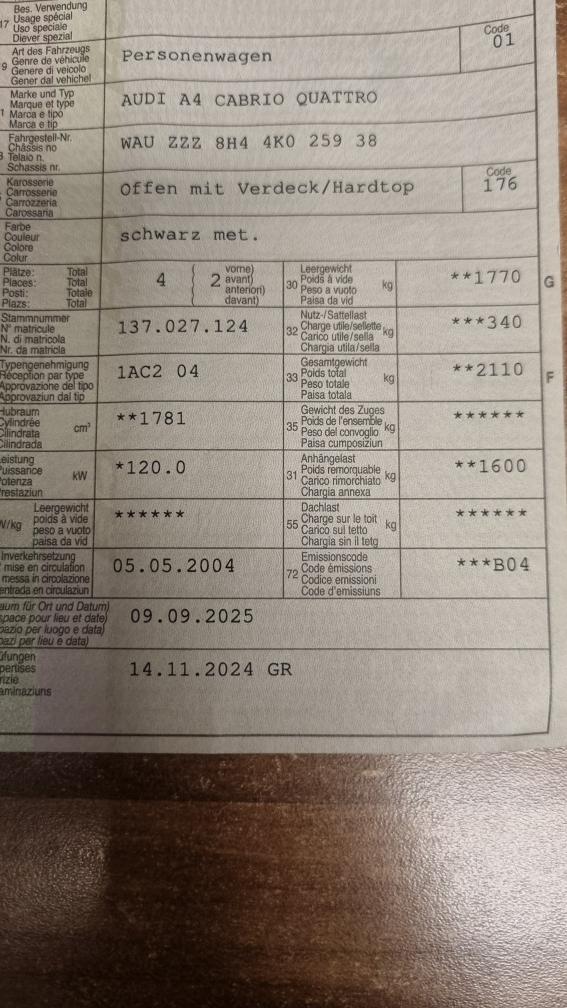 Bes. Verwendung
17 Usage spécial
Uso speciale
Diever spezial
Art des Fahrzeugs
9 Genre de véhicule
Genere di veicolo
Gener dal vehichel
Personenwagen
Code
01
Marke und Typ
Marque et type
Marca e tipo
Marca e tip
AUDI A4 CABRIO QUATTRO
Fahrgestell-Nr.
Châssis no
Telaio n.
Schassis nr.
WAU ZZZ 8H4 4K0 259 38
Karosserie
Carrosserie
Carrozzeria
Carossaria
Offen mit Verdeck/Hardtop
Code
176
Farbe
Couleur
Colore
Colur
schwarz met.
Plätze: Total
Places: Total
Posti: Totale
Plazs: Total
4
2
vorne)
avant)
anteriori)
davant)
30
Leergewicht
Poids à vide
Peso a vuoto
Paisa da vid
kg
**1770
G
Stammnummer
N° matricule
N. di matricola
Nr. da matricla
137.027.124
32
Nutz-/Sattellast
Charge utile/sellette
Carico utile/sella
Chargia utila/sella
kg
***340
Typengenehmigung
Réception par type
Approvazione del tipo
Approvaziun dal tip
1AC2 04
33
Gesamtgewicht
Poids total
Peso totale
Paisa totala
kg
**2110
F
Hubraum
Cylindrée
Cilindrata
Cilindrada
cm³
**1781
35
Gewicht des Zuges
Poids de l'ensemble
Peso del convoglio
Paisa cumposiziun
kg
******
eistung
uissance
otenza
restaziun
kW
*120.0
31
Anhängelast
Poids remorquable
Carico rimorchiato
Chargia annexa
kg
**1600
/kg
Leergewicht
poids à vide
peso a vuoto
paisa da vid
******
55
Dachlast
Charge sur le toit
Carico sul tetto
Chargia sin il tetg
kg
******
Inverkehrsetzung
mise en circulation
messa in circolazione
entrada en circulaziun
05.05.2004
72
Emissionscode
Code émissions
Codice emissioni
Code d'emissiuns
***B04
aum für Ort und Datum)
space pour lieu et date)
pazio per luogo e data)
pazi per lieu e data)
09.09.2025
üfungen
pertises
rizie
aminaziuns
14.11.2024 GR